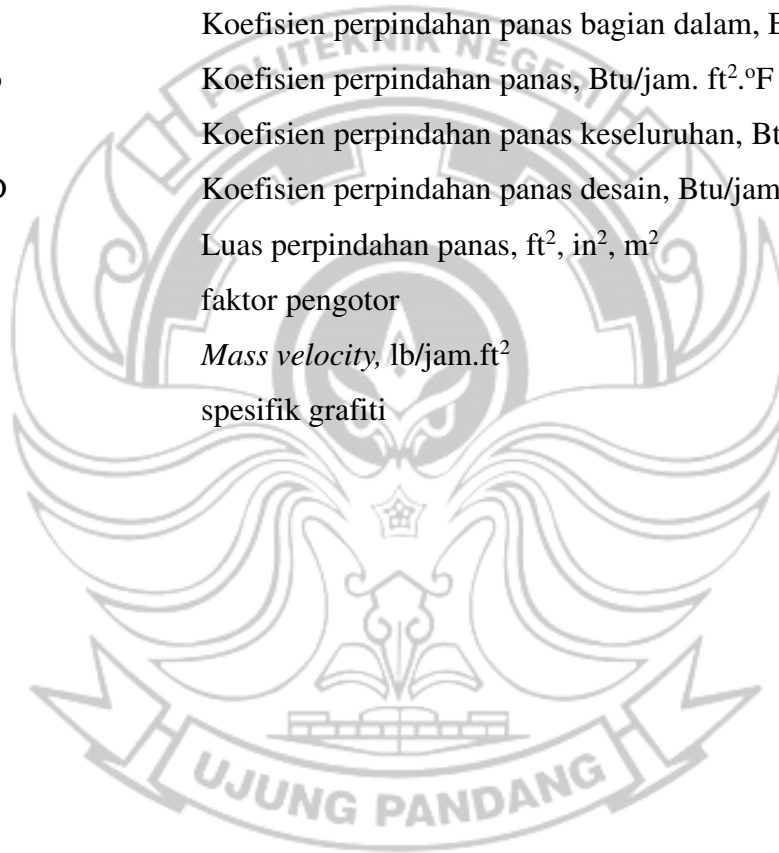 Koefisien perpindahan panas bagian dalam,
Koefisien perpindahan panas, Btu/jam. ft².°F
Koefisien perpindahan panas keseluruhan,
D Koefisien perpindahan panas desain, Btu/jam
Luas perpindahan panas, ft², in², m²
faktor pengotor
Mass velocity, lb/jam.ft²
spesifik grafiti
POLITEKNIK NEGERI
UJUNG PANDANG